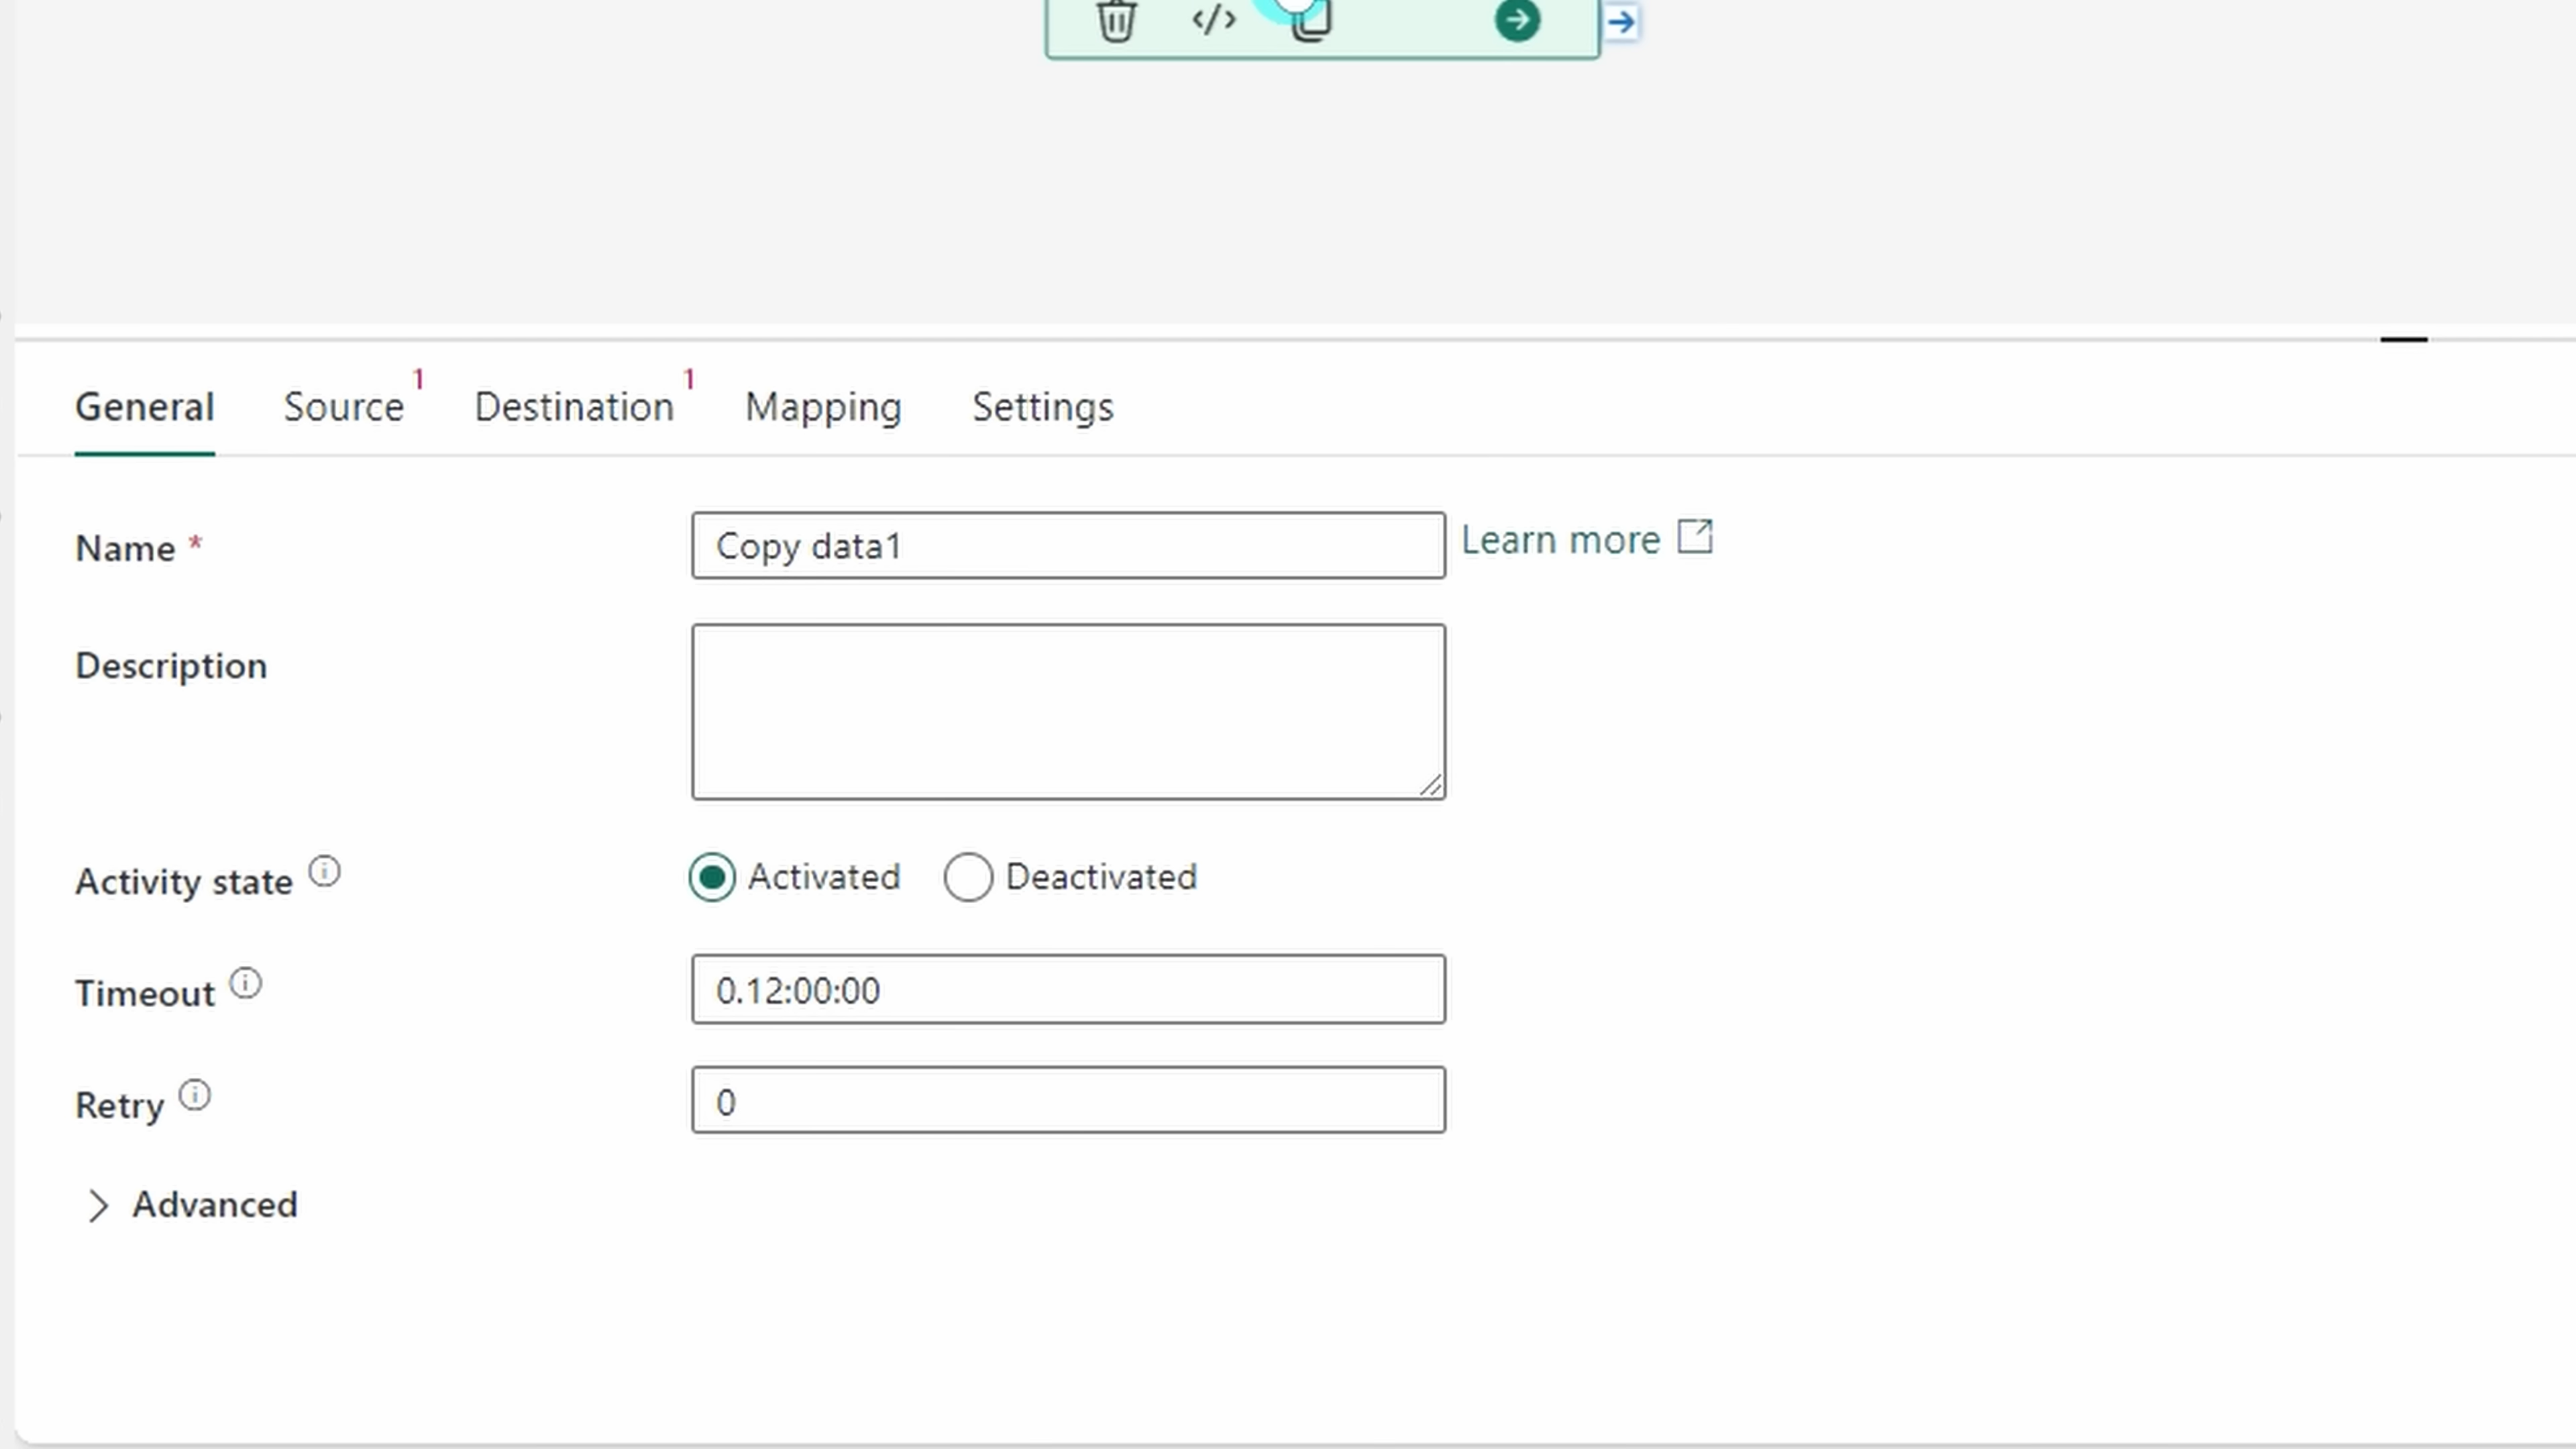 General Source 1 Destination 1 Mapping Settings
Name * Copy data1 Learn more
Description
Activity state Activated Deactivated
Timeout 0.12:00:00
Retry 0
Advanced